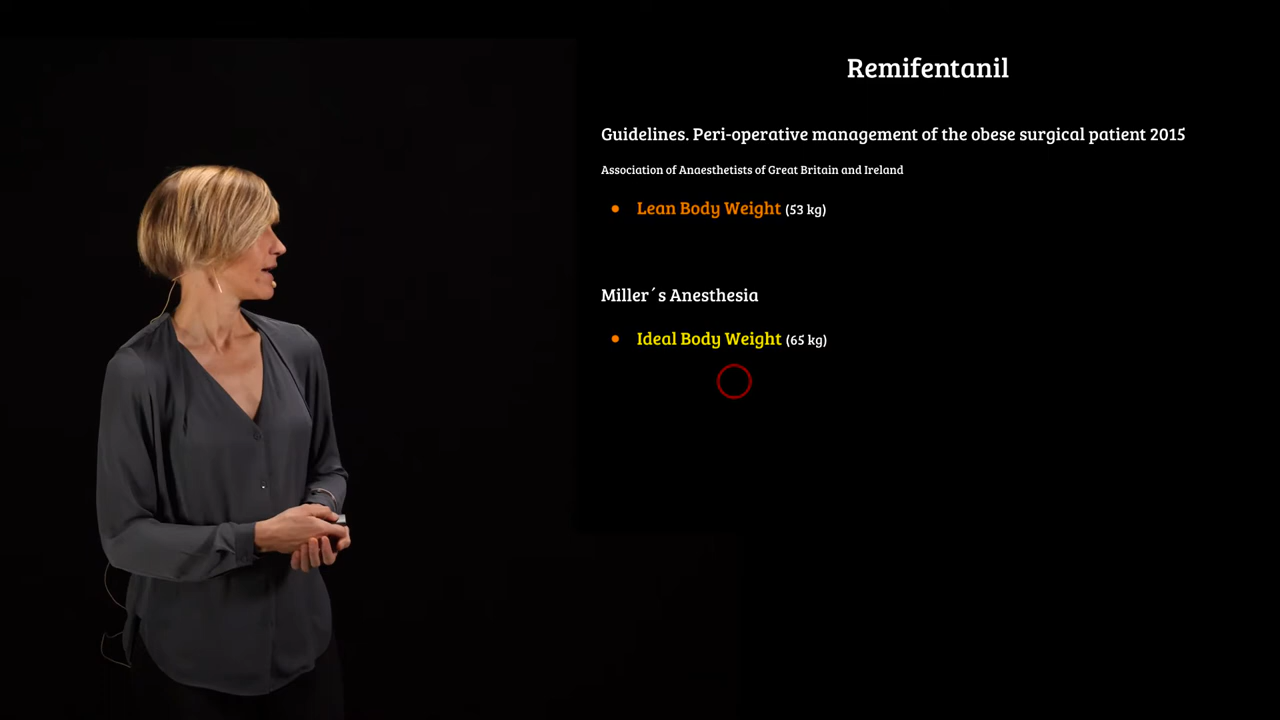 Remifentanil
Guidelines. Peri-operative management of the obese surgical patient 2015
Association of Anaesthetists of Great Britain and Ireland
• Lean Body Weight (53 kg)
Miller´s Anesthesia
• Ideal Body Weight (65 kg)